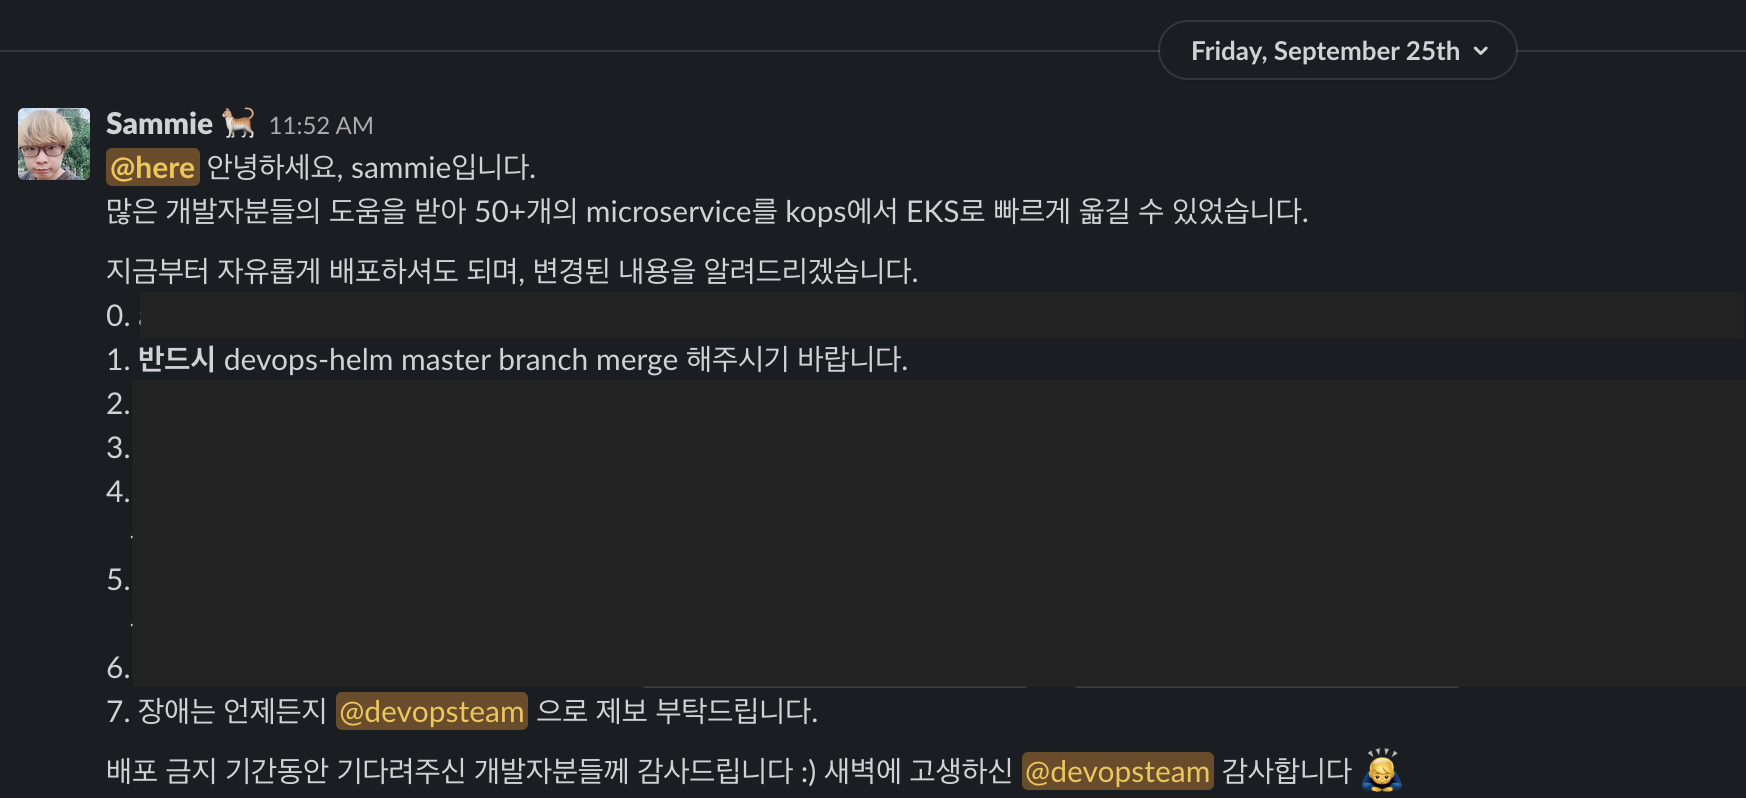 Friday, September 25th
Sammie 11:52 AM
@here 안녕하세요, sammie입니다.
많은 개발자분들의 도움을 받아 50+개의 microservice를 kops에서 EKS로 빠르게 옮길 수 있었습니다.
지금부터 자유롭게 배포하셔도 되며, 변경된 내용을 알려드리겠습니다.
0.
1. 반드시 devops-helm master branch merge 해주시기 바랍니다.
2.
3.
4.
5.
6.
7. 장애는 언제든지 @devopsteam 으로 제보 부탁드립니다.
배포 금지 기간동안 기다려주신 개발자분들께 감사드립니다 :) 새벽에 고생하신 @devopsteam 감사합니다